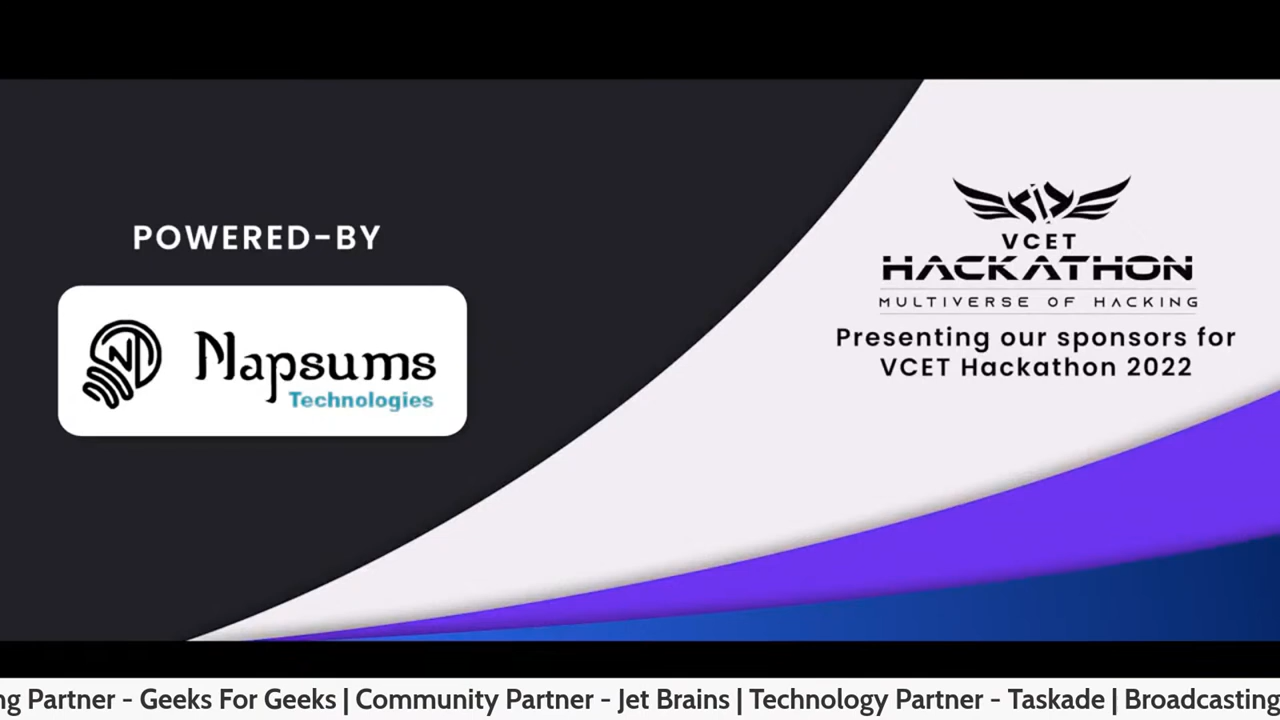 POWERED-BY
Napsums
Technologies
VCET
HACKATHON
MULTIVERSE OF HACKING
Presenting our sponsors for
VCET Hackathon 2022
ng Partner - Geeks For Geeks | Community Partner - Jet Brains | Technology Partner - Taskade | Broadcasting